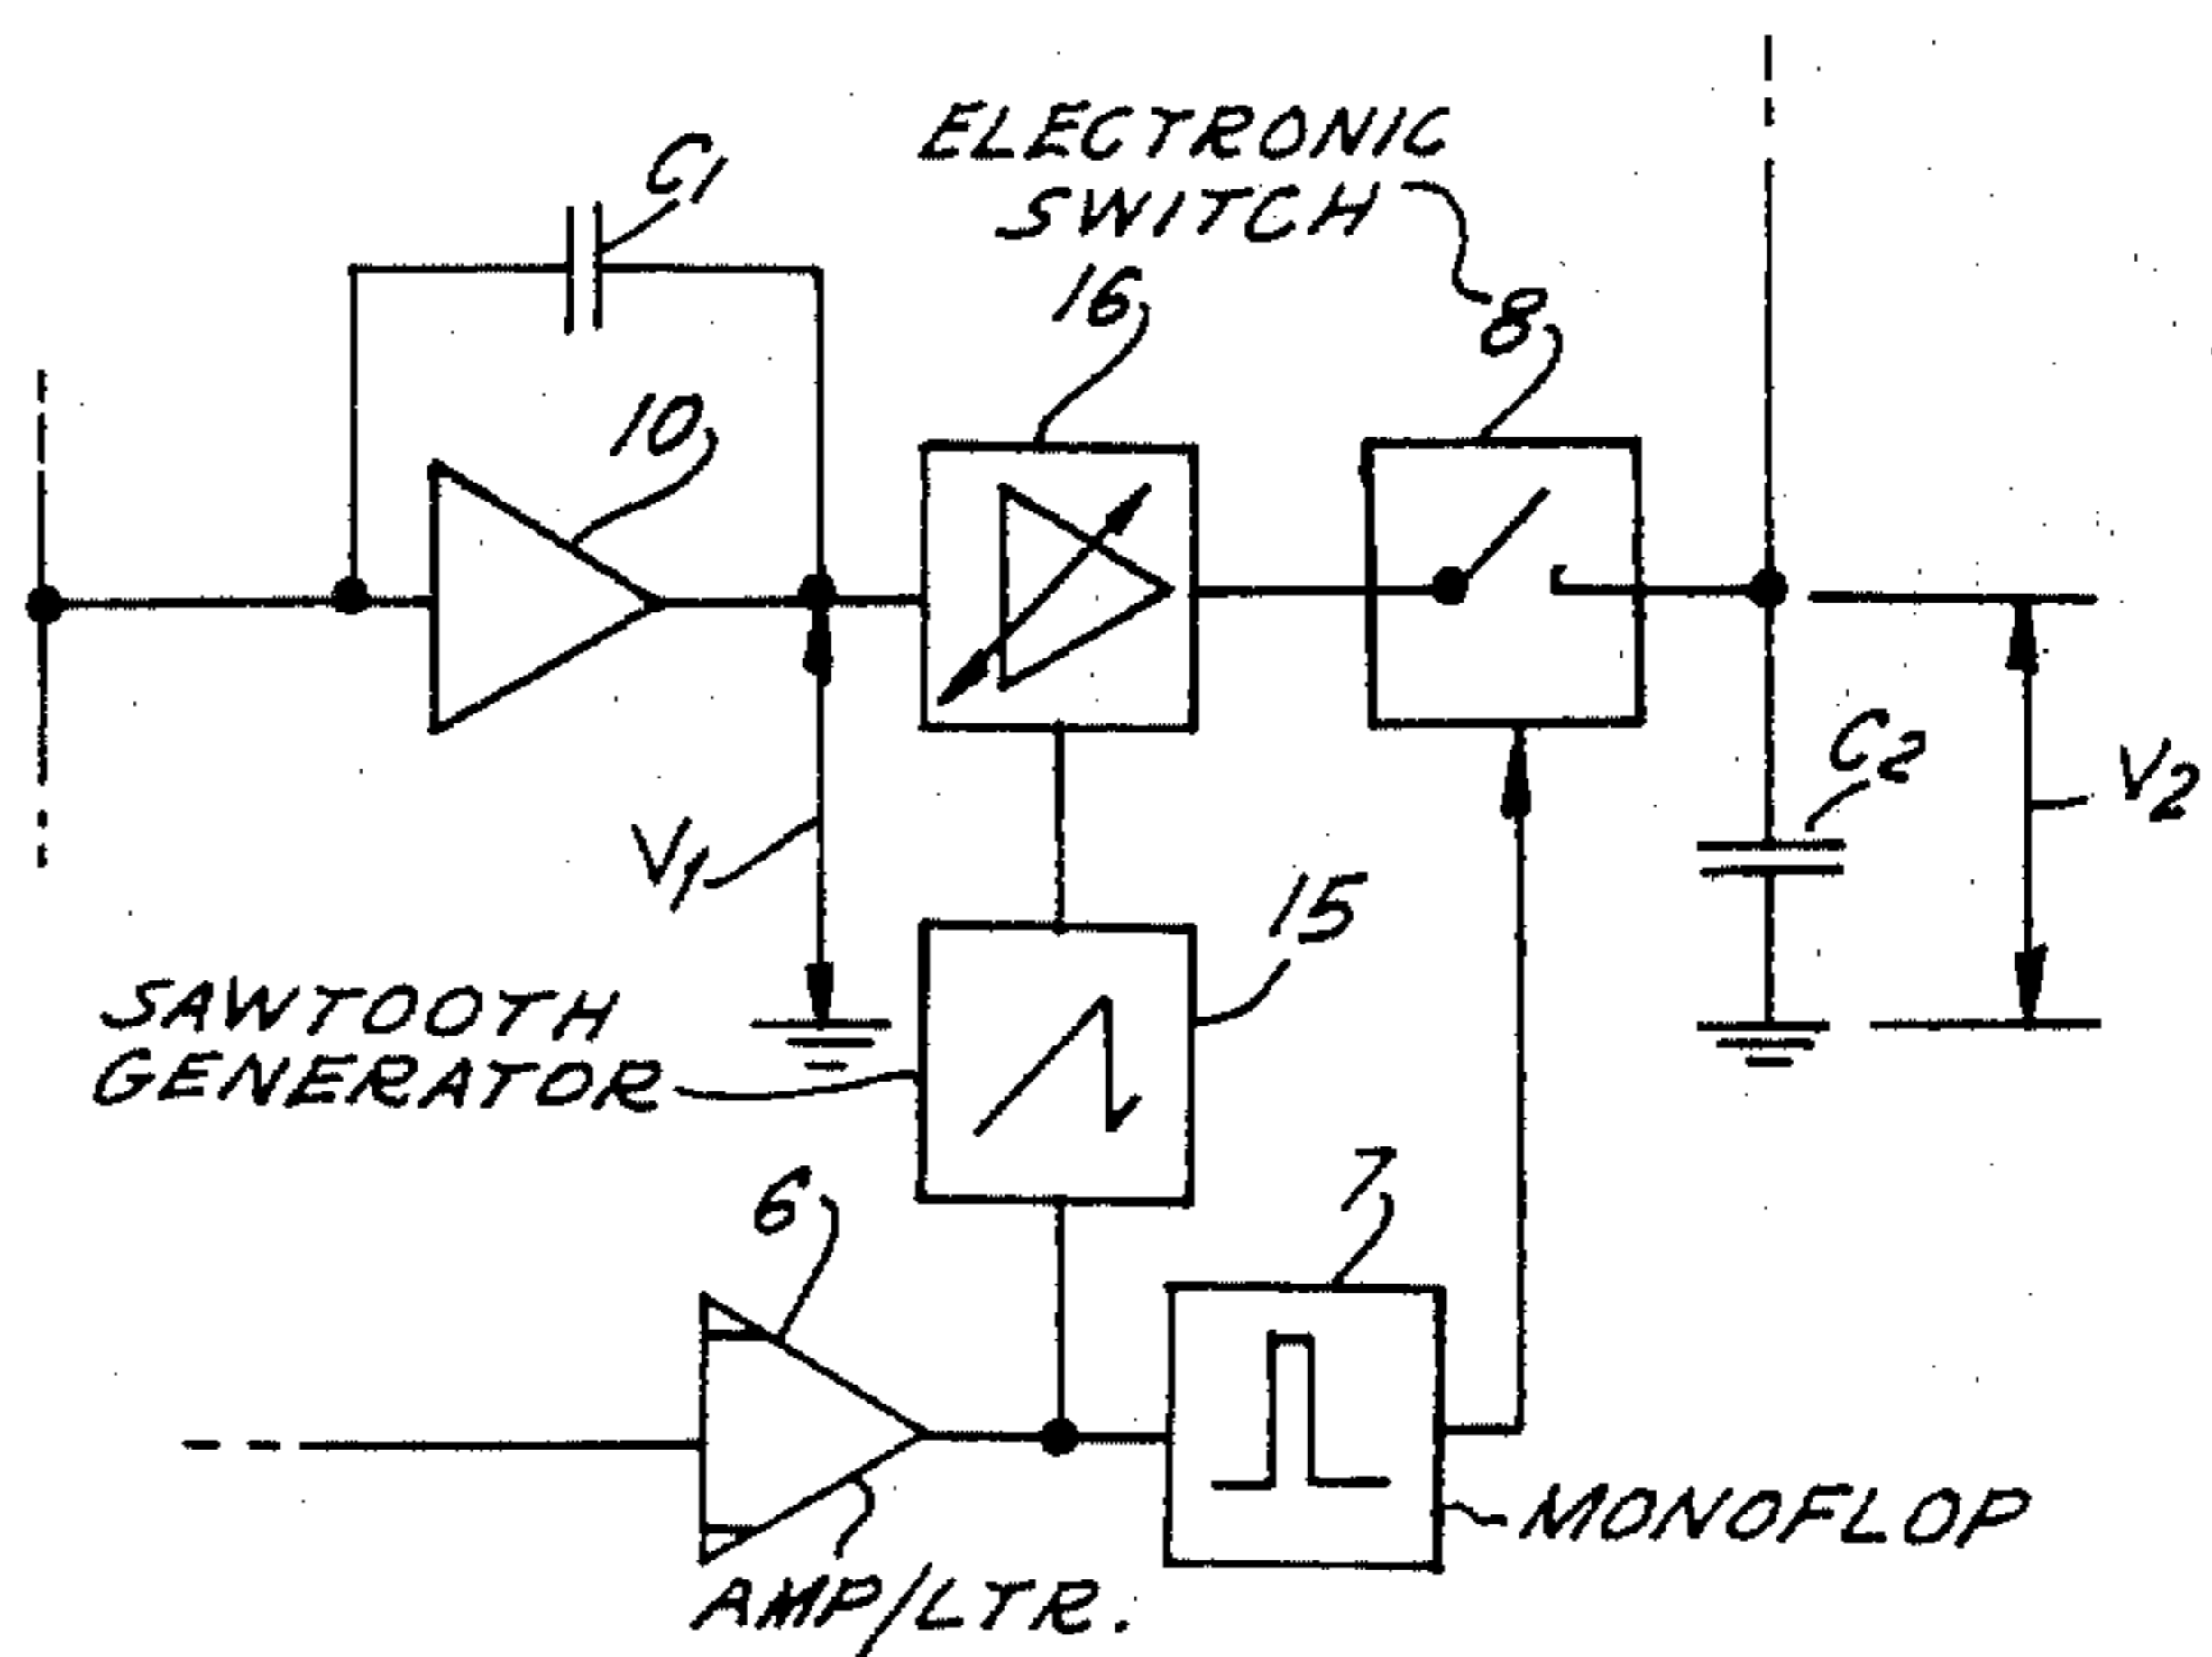 C1
ELECTRONIC
SWITCH
16
8
10
C2
V2
V1
15
SAWTOOTH
GENERATOR
6
7
MONOFLOP
AMP/LTR.